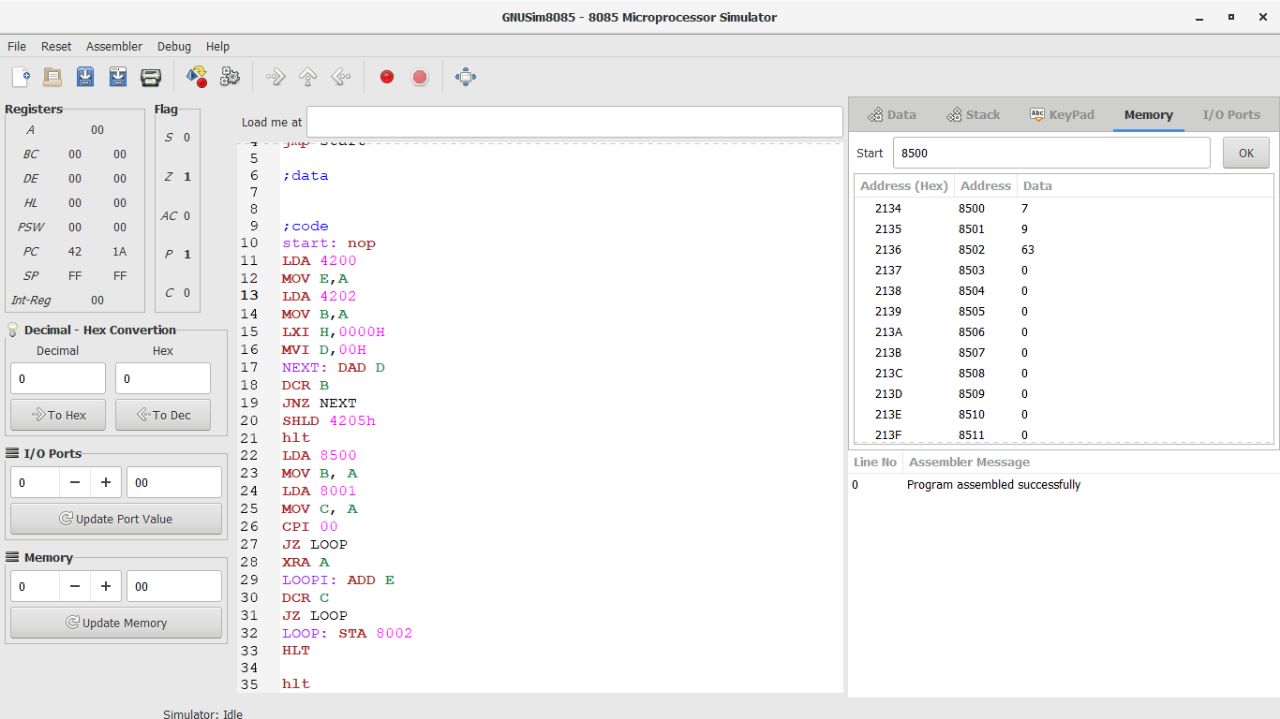 GNUSim8085 - 8085 Microprocessor Simulator
File Reset Assembler Debug Help
Registers
A 00
BC 00 00
DE 00 00
HL 00 00
PSW 00 00
PC 42 1A
SP FF FF
Int-Reg 00
Flag
S 0
Z 1
AC 0
P 1
C 0
Decimal - Hex Convertion
Decimal Hex
0 0
To Hex To Dec
I/O Ports
0 − + 00
Update Port Value
Memory
0 − + 00
Update Memory
Load me at
4 jmp start
5
6 ;data
7
8
9 ;code
10 start: nop
11 LDA 4200
12 MOV E,A
13 LDA 4202
14 MOV B,A
15 LXI H,0000H
16 MVI D,00H
17 NEXT: DAD D
18 DCR B
19 JNZ NEXT
20 SHLD 4205h
21 hlt
22 LDA 8500
23 MOV B, A
24 LDA 8001
25 MOV C, A
26 CPI 00
27 JZ LOOP
28 XRA A
29 LOOPI: ADD E
30 DCR C
31 JZ LOOP
32 LOOP: STA 8002
33 HLT
34
35 hlt
Data Stack Abc KeyPad Memory I/O Ports
Start 8500 OK
Address (Hex) Address Data
2134 8500 7
2135 8501 9
2136 8502 63
2137 8503 0
2138 8504 0
2139 8505 0
213A 8506 0
213B 8507 0
213C 8508 0
213D 8509 0
213E 8510 0
213F 8511 0
Line No Assembler Message
0 Program assembled successfully
Simulator: Idle